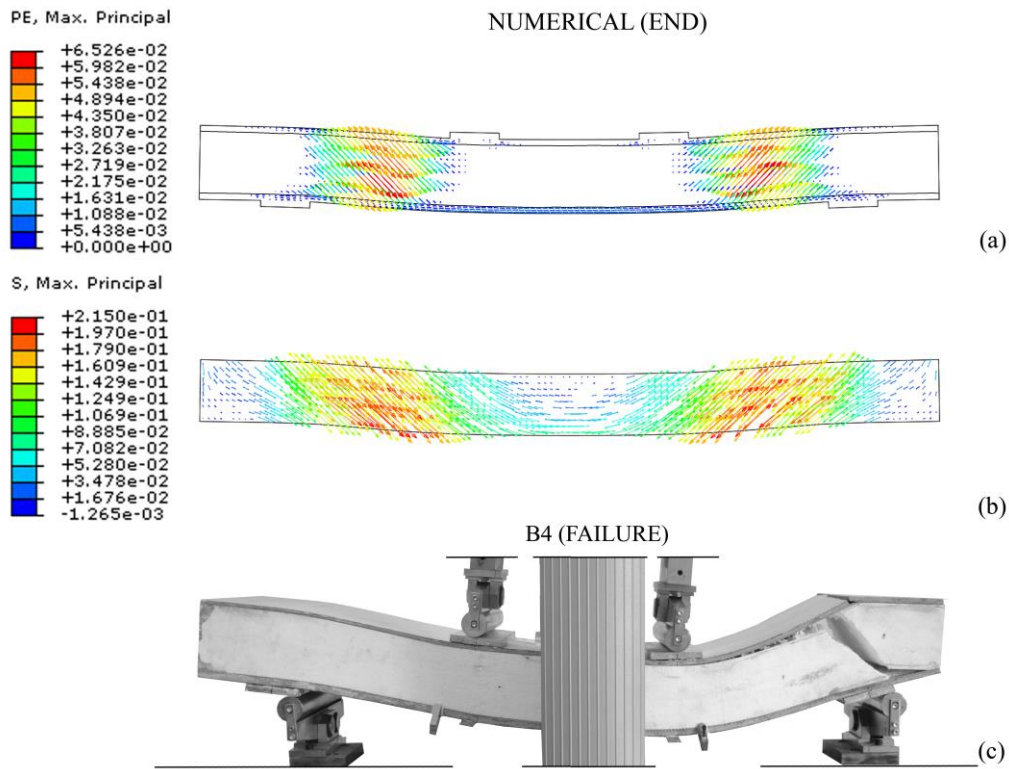 PE, Max. Principal
+6.526e-02
+5.982e-02
+5.438e-02
+4.894e-02
+4.350e-02
+3.807e-02
+3.263e-02
+2.719e-02
+2.175e-02
+1.631e-02
+1.088e-02
+5.438e-03
+0.000e+00
NUMERICAL (END)
(a)
S, Max. Principal
+2.150e-01
+1.970e-01
+1.790e-01
+1.609e-01
+1.429e-01
+1.249e-01
+1.069e-01
+8.885e-02
+7.082e-02
+5.280e-02
+3.478e-02
+1.676e-02
-1.265e-03
(b)
B4 (FAILURE)
(c)